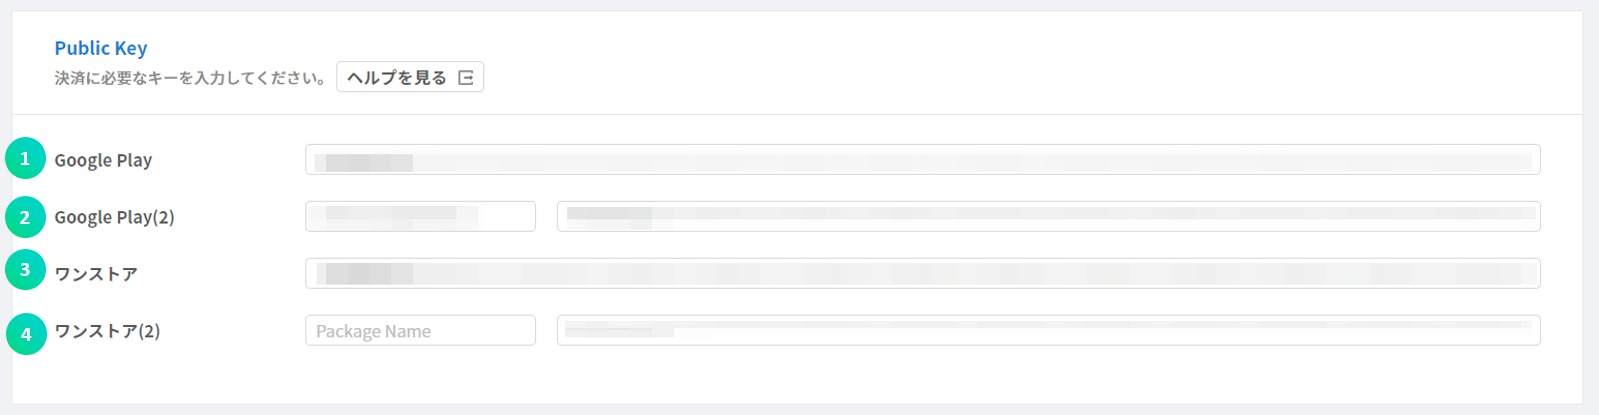 Public Key
決済に必要なキーを入力してください。 ヘルプを見る
1 Google Play
2 Google Play(2)
3 ワンストア
4 ワンストア(2) Package Name